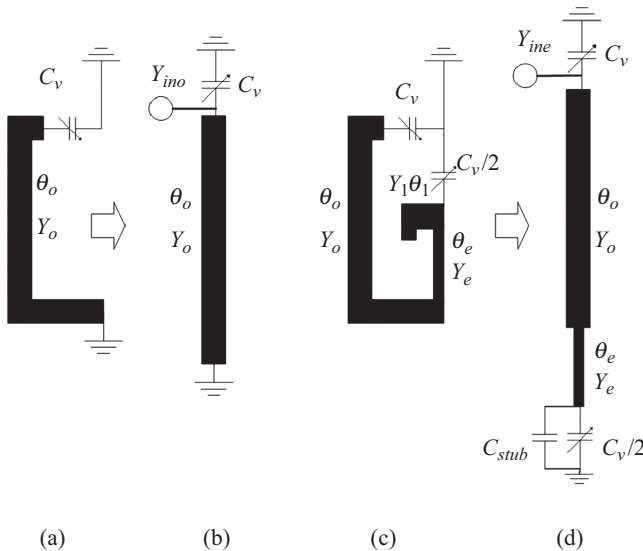 C_v
θ_o
Y_o
(a)
Y_ino
C_v
θ_o
Y_o
(b)
C_v
C_v/2
Y_1θ_1
θ_o
Y_o
θ_e
Y_e
(c)
Y_ine
C_v
θ_o
Y_o
θ_e
Y_e
C_stub
C_v/2
(d)